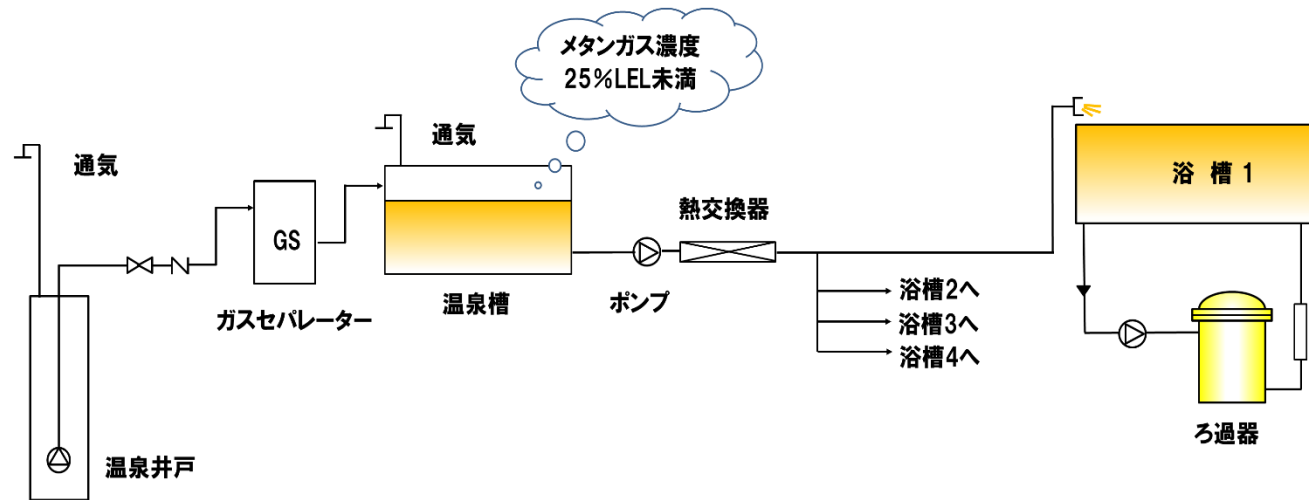 メタンガス濃度
25%LEL未満
通気
通気
GS
ガスセパレーター
温泉槽
ポンプ
熱交換器
浴槽1
浴槽2へ
浴槽3へ
浴槽4へ
ろ過器
温泉井戸